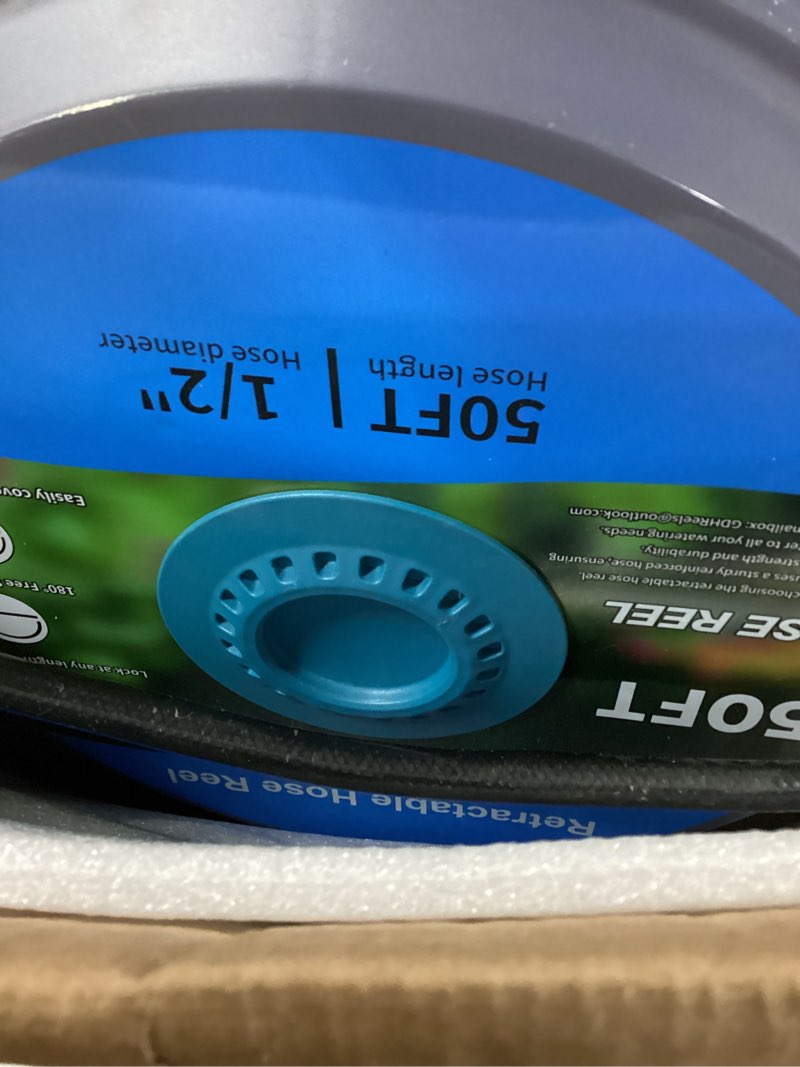 Retractable Hose Reel
50FT
SE REEL
choosing the retractable hose reel.
uses a sturdy reinforced hose, ensuring
strength and durability.
er to all your watering needs.
mailbox: GDHReels@outlook.com
Lock at any length
180° Free
Easily cove
50FT | 1/2"
Hose length Hose diameter